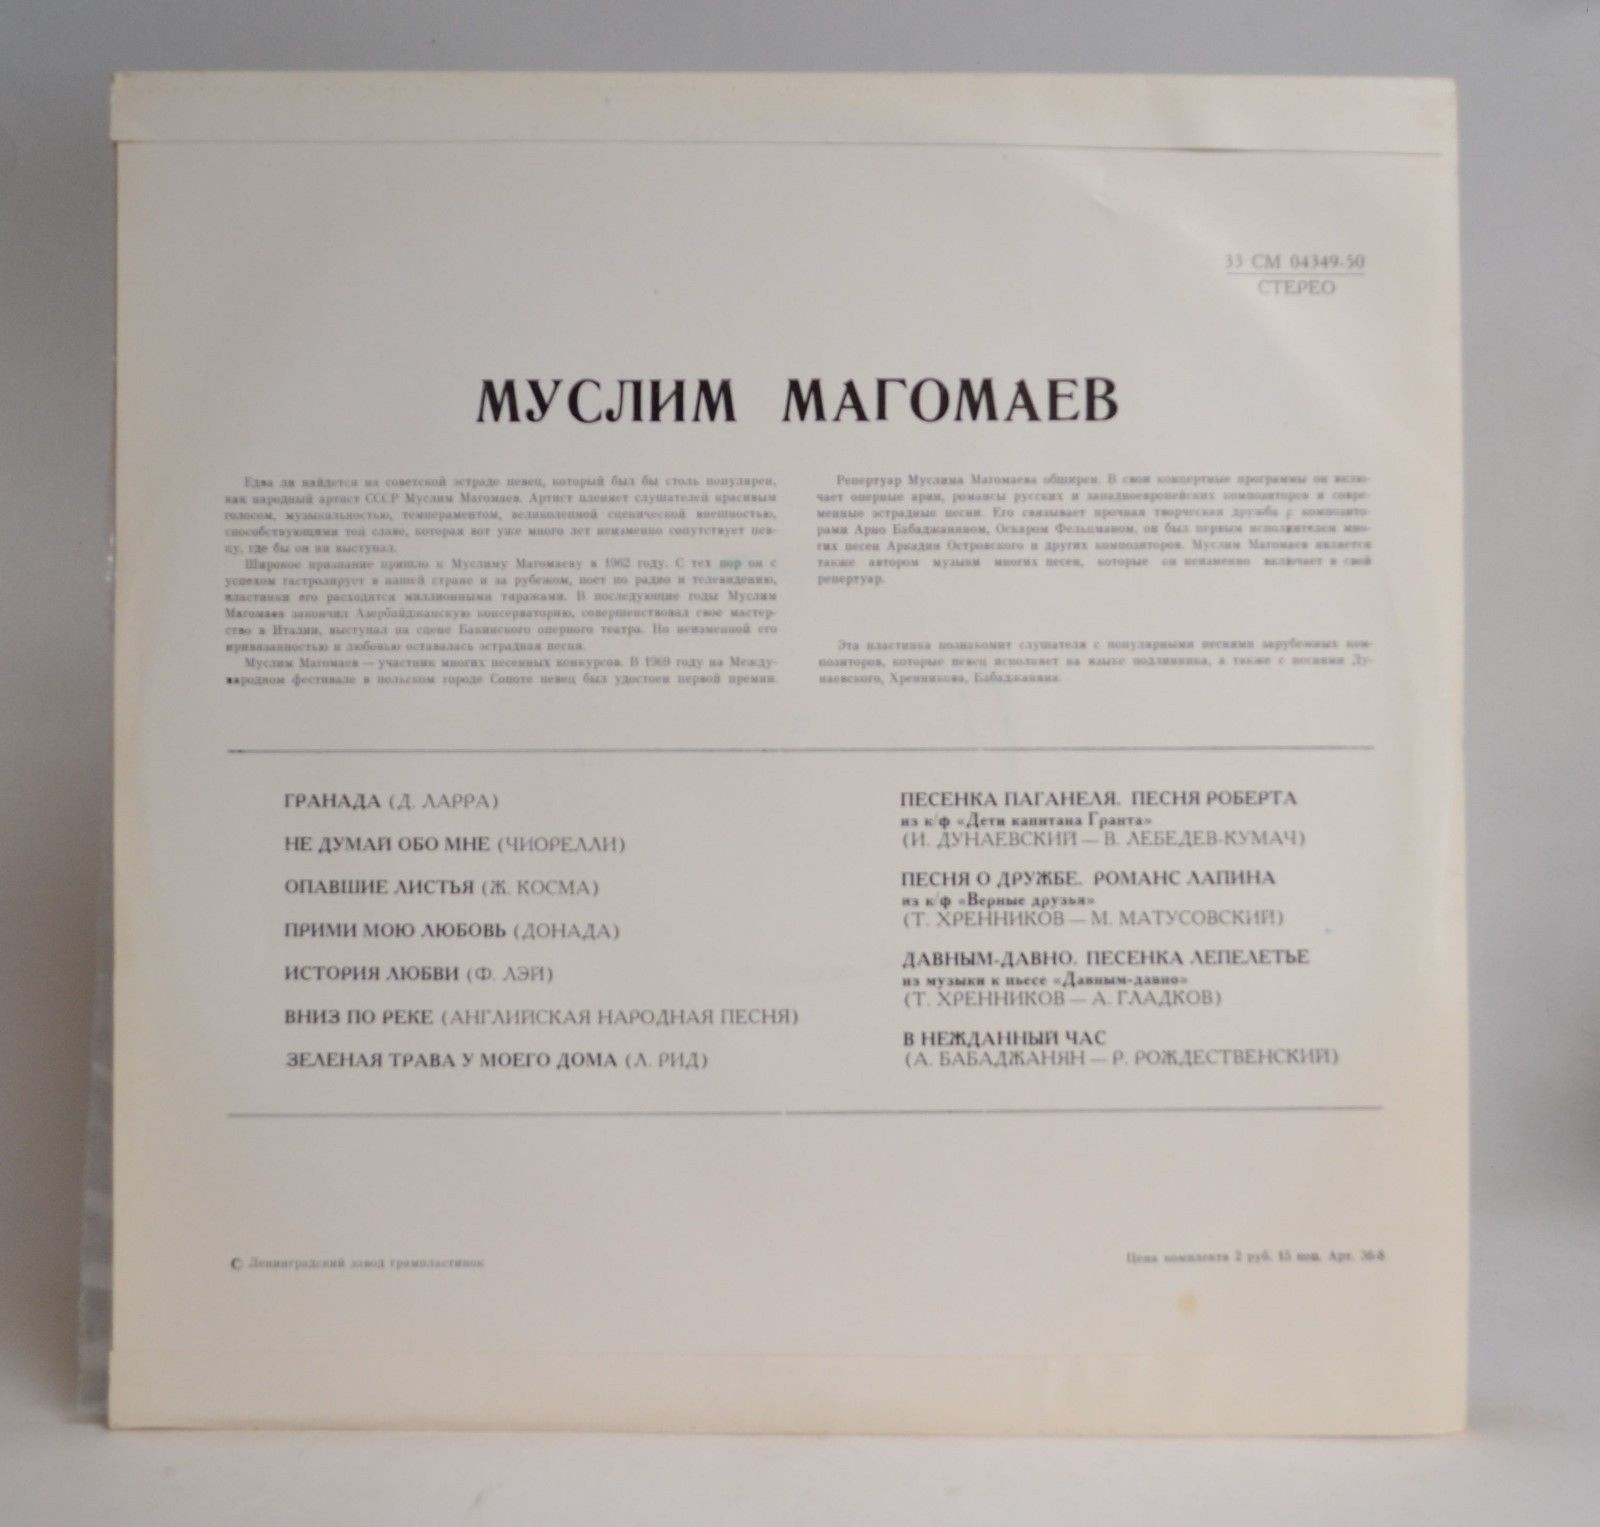 33 СМ 04349-50
СТЕРЕО
МУСЛИМ МАГОМАЕВ
Едва ли найдется на советской эстраде певец, который был бы столь популярен,
как народный артист СССР Муслим Магомаев. Артист пленяет слушателей красивым
голосом, музыкальностью, темпераментом, великолепной сценической внешностью,
способствующими той славе, которая вот уже много лет неизменно сопутствует пев-
цу, где бы он ни выступал.
Широкое признание пришло к Муслиму Магомаеву в 1962 году. С тех пор он с
успехом гастролирует в нашей стране и за рубежом, поет по радио и телевидению,
пластинки его расходятся миллионными тиражами. В последующие годы Муслим
Магомаев закончил Азербайджанскую консерваторию, совершенствовал свое мастер-
ство в Италии, выступал на сцене Бакинского оперного театра. Но неизменной его
привязанностью и любовью оставалась эстрадная песня.
Муслим Магомаев — участник многих песенных конкурсов. В 1969 году на Между-
народном фестивале в польском городе Сопоте певец был удостоен первой премии.
Репертуар Муслима Магомаева обширен. В свои концертные программы он вклю-
чает оперные арии, романсы русских и западноевропейских композиторов и совре-
менные эстрадные песни. Его связывает прочная творческая дружба с композито-
рами Арно Бабаджаняном, Оскаром Фельцманом, он был первым исполнителем мно-
гих песен Аркадия Островского и других композиторов. Муслим Магомаев является
также автором музыки многих песен, которые он неизменно включает в свой
репертуар.
Эта пластинка познакомит слушателя с популярными песнями зарубежных ком-
позиторов, которые певец исполняет на языке подлинника, а также с песнями Ду-
наевского, Хренникова, Бабаджаняна.
ГРАНАДА (Д. ЛАРРА)
НЕ ДУМАЙ ОБО МНЕ (ЧИОРЕЛЛИ)
ОПАВШИЕ ЛИСТЬЯ (Ж. КОСМА)
ПРИМИ МОЮ ЛЮБОВЬ (ДОНАДА)
ИСТОРИЯ ЛЮБВИ (Ф. ЛЭЙ)
ВНИЗ ПО РЕКЕ (АНГЛИЙСКАЯ НАРОДНАЯ ПЕСНЯ)
ЗЕЛЕНАЯ ТРАВА У МОЕГО ДОМА (Л. РИД)
ПЕСЕНКА ПАГАНЕЛЯ. ПЕСНЯ РОБЕРТА
из к/ф «Дети капитана Гранта»
(И. ДУНАЕВСКИЙ — В. ЛЕБЕДЕВ-КУМАЧ)
ПЕСНЯ О ДРУЖБЕ. РОМАНС ЛАПИНА
из к/ф «Верные друзья»
(Т. ХРЕННИКОВ — М. МАТУСОВСКИЙ)
ДАВНЫМ-ДАВНО. ПЕСЕНКА ЛЕПЕЛЕТЬЕ
из музыки к пьесе «Давным-давно»
(Т. ХРЕННИКОВ — А. ГЛАДКОВ)
В НЕЖДАННЫЙ ЧАС
(А. БАБАДЖАНЯН — Р. РОЖДЕСТВЕНСКИЙ)
С Ленинградский завод грампластинок
Цена комплекта 2 руб. 15 коп. Арт. 36-8